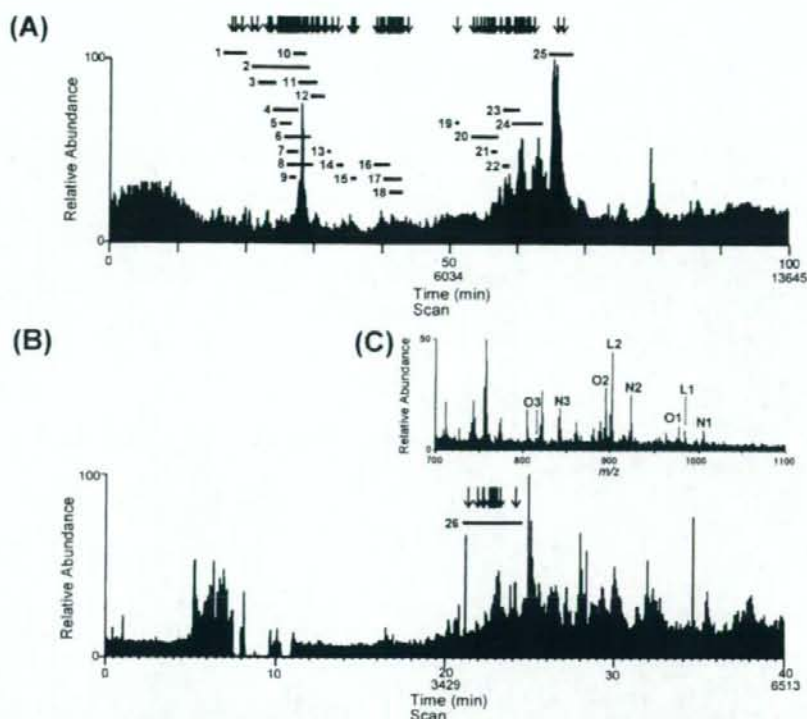 (A)
1
10
25
2
3
11
12
4
23
5
19
24
6
20
7
13
21
8
14
16
22
9
15
17
18
100
Relative Abundance
0
0
50
100
6034
13645
Time (min)
Scan
(B)
(C)
50
Relative Abundance
0
L2
O2
N2
L1
O3
N3
O1
N1
700
800
900
1000
1100
m/z
100
Relative Abundance
0
26
0
10
20
30
40
3429
6513
Time (min)
Scan